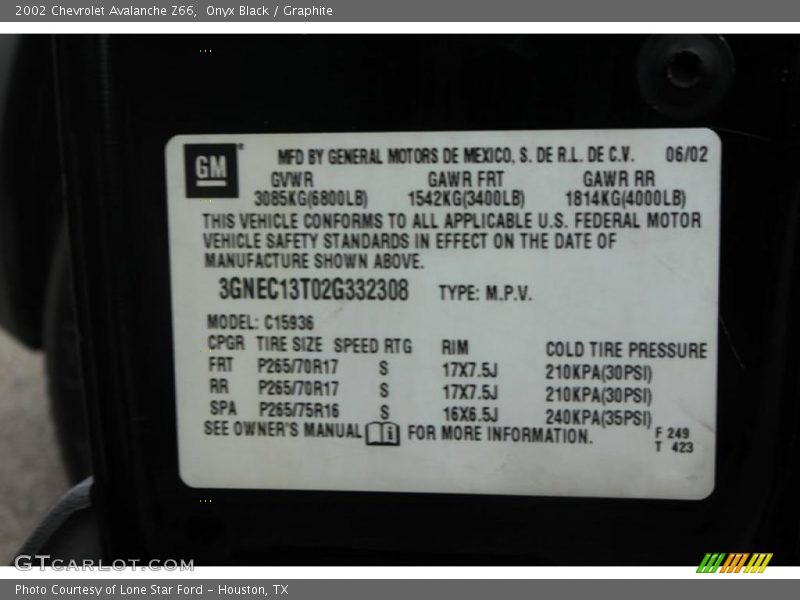 2002 Chevrolet Avalanche Z66,  Onyx Black / Graphite
GM MFD BY GENERAL MOTORS DE MEXICO, S. DE R.L. DE C.V. 06/02
GVWR GAWR FRT GAWR RR
3085KG(6800LB) 1542KG(3400LB) 1814KG(4000LB)
THIS VEHICLE CONFORMS TO ALL APPLICABLE U.S. FEDERAL MOTOR
VEHICLE SAFETY STANDARDS IN EFFECT ON THE DATE OF
MANUFACTURE SHOWN ABOVE.
3GNEC13T02G332308 TYPE: M.P.V.
MODEL: C15936
CPGR TIRE SIZE SPEED RTG RIM COLD TIRE PRESSURE
FRT P265/70R17 S 17X7.5J 210KPA(30PSI)
RR P265/70R17 S 17X7.5J 210KPA(30PSI)
SPA P265/75R16 S 16X6.5J 240KPA(35PSI)
SEE OWNER'S MANUAL i FOR MORE INFORMATION.
F 249
T 423
GTCARLOT.COM
Photo Courtesy of Lone Star Ford - Houston, TX